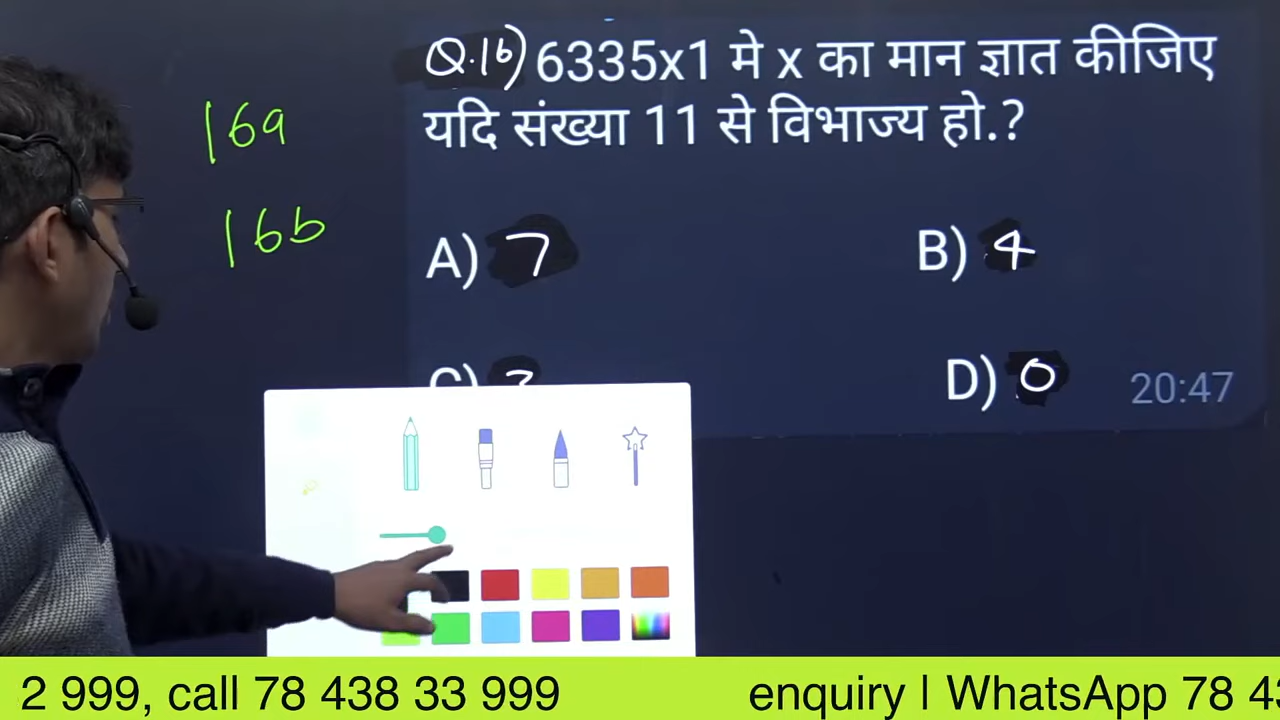 Q.16) 6335x1 मे x का मान ज्ञात कीजिए
यदि संख्या 11 से विभाज्य हो.?
169
166
A) 7
B) 4
C)
D) 0
20:47
2 999, call 78 438 33 999
enquiry | WhatsApp 78 43